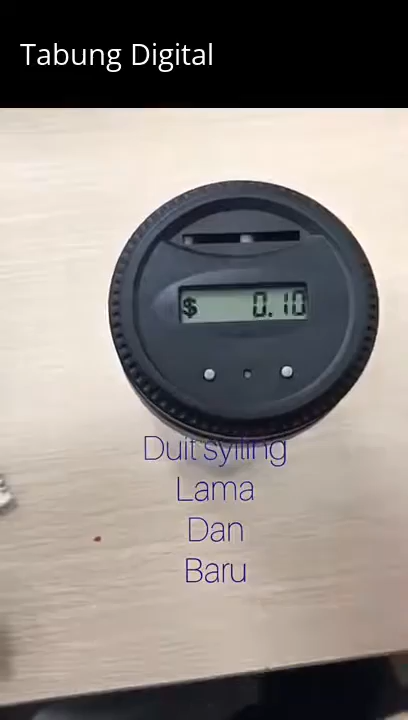 Tabung Digital
$ 0.10
Duit syiling
Lama
Dan
Baru